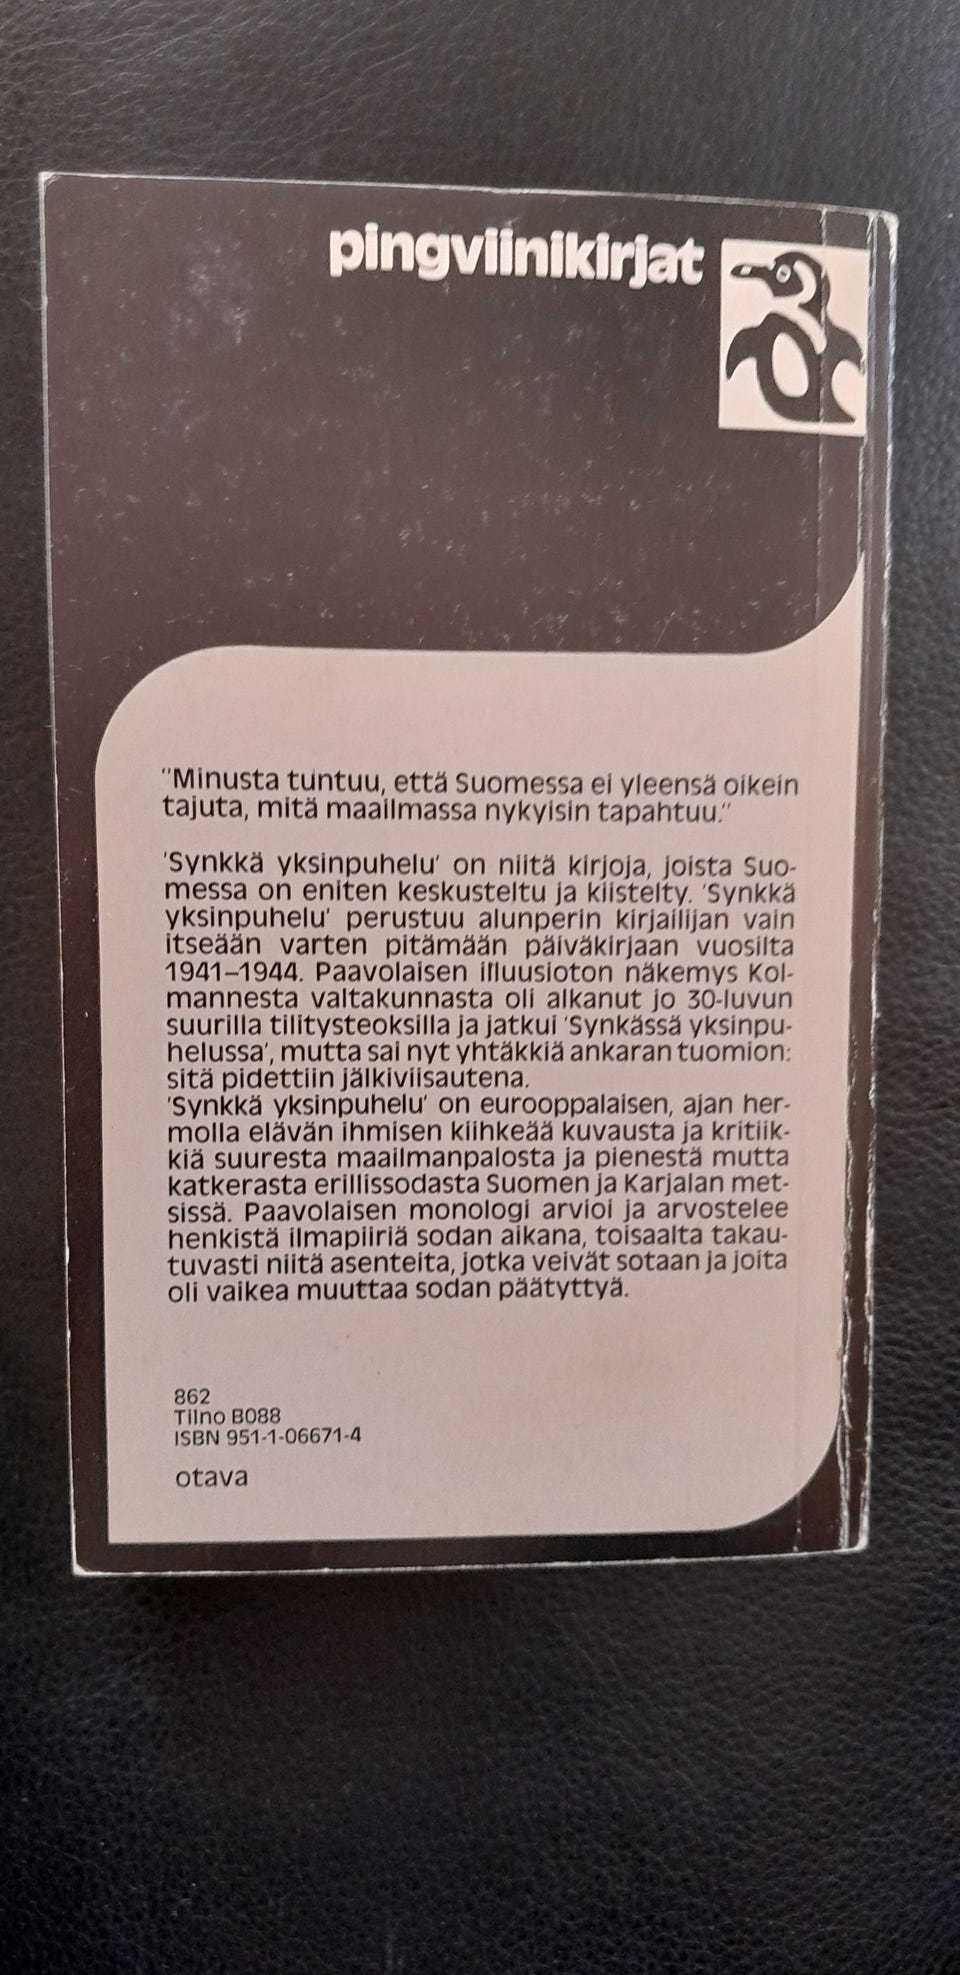 pingviinikirjat
"Minusta tuntuu, että Suomessa ei yleensä oikein
tajuta, mitä maailmassa nykyisin tapahtuu."
'Synkkä yksinpuhelu' on niitä kirjoja, joista Suo-
messa on eniten keskusteltu ja kiistelty. 'Synkkä
yksinpuhelu' perustuu alunperin kirjailijan vain
itseään varten pitämään päiväkirjaan vuosilta
1941–1944. Paavolaisen illuusioton näkemys Kol-
mannesta valtakunnasta oli alkanut jo 30-luvun
suurilla tilitysteoksilla ja jatkui 'Synkässä yksinpu-
helussa', mutta sai nyt yhtäkkiä ankaran tuomion:
sitä pidettiin jälkiviisautena.
'Synkkä yksinpuhelu' on eurooppalaisen, ajan her-
molla elävän ihmisen kiihkeää kuvausta ja kritiik-
kiä suuresta maailmanpalosta ja pienestä mutta
katkerasta erillissodasta Suomen ja Karjalan met-
sissä. Paavolaisen monologi arvioi ja arvostelee
henkistä ilmapiiriä sodan aikana, toisaalta takau-
tuvasti niitä asenteita, jotka veivät sotaan ja joita
oli vaikea muuttaa sodan päätyttyä.
862
Tilno B088
ISBN 951-1-06671-4
otava